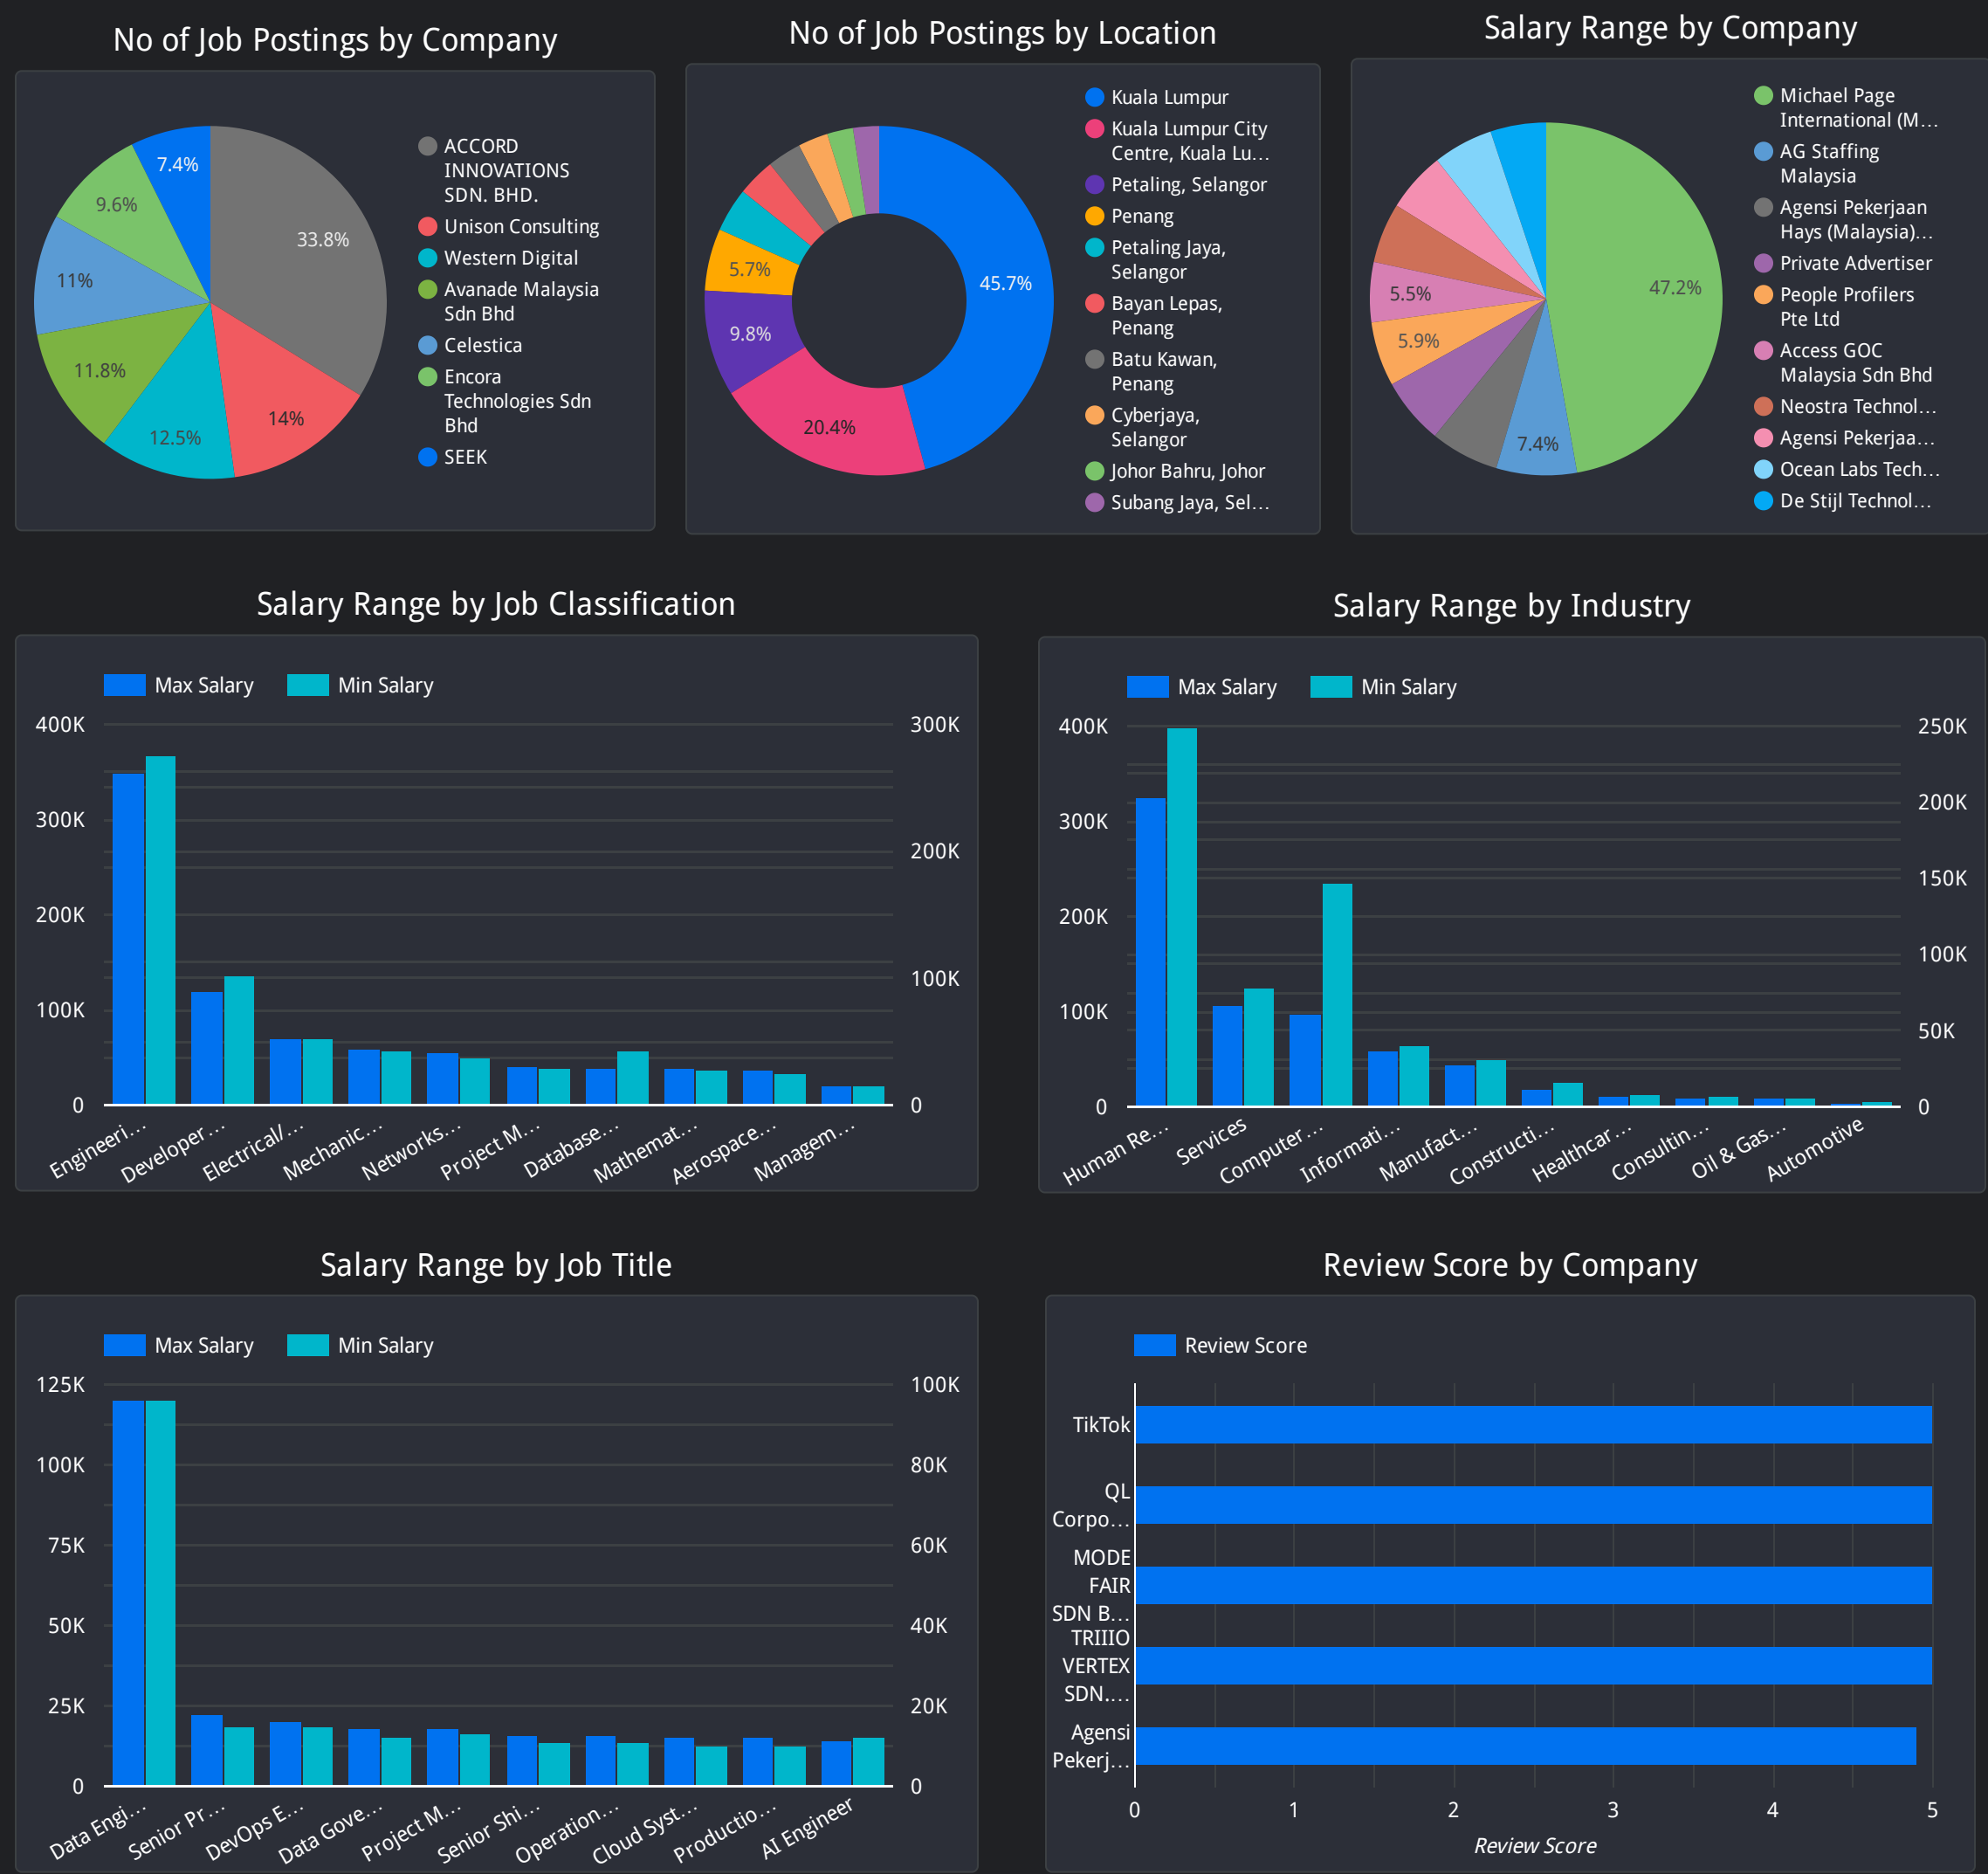 No of Job Postings by Company
7.4%
9.6%
33.8%
11%
11.8%
14%
12.5%
ACCORD
INNOVATIONS
SDN. BHD.
Unison Consulting
Western Digital
Avanade Malaysia
Sdn Bhd
Celestica
Encora
Technologies Sdn
Bhd
SEEK
No of Job Postings by Location
5.7%
45.7%
9.8%
20.4%
Kuala Lumpur
Kuala Lumpur City
Centre, Kuala Lu...
Petaling, Selangor
Penang
Petaling Jaya,
Selangor
Bayan Lepas,
Penang
Batu Kawan,
Penang
Cyberjaya,
Selangor
Johor Bahru, Johor
Subang Jaya, Sel...
Salary Range by Company
47.2%
5.5%
5.9%
7.4%
Michael Page
International (M...
AG Staffing
Malaysia
Agensi Pekerjaan
Hays (Malaysia)...
Private Advertiser
People Profilers
Pte Ltd
Access GOC
Malaysia Sdn Bhd
Neostra Technol...
Agensi Pekerjaa...
Ocean Labs Tech...
De Stijl Technol...
Salary Range by Job Classification
Max Salary Min Salary
400K 300K
300K
200K
200K
100K
100K
0 0
Engineeri...
Developer...
Electrical/...
Mechanic...
Networks...
Project M...
Database...
Mathemat...
Aerospace...
Managem...
Salary Range by Industry
Max Salary Min Salary
400K 250K
200K
300K
150K
200K
100K
100K
50K
0 0
Human Re...
Services
Computer...
Informati...
Manufact...
Constructi...
Healthcar...
Consultin...
Oil & Gas...
Automotive
Salary Range by Job Title
Max Salary Min Salary
125K 100K
100K 80K
75K 60K
50K 40K
25K 20K
0 0
Data Engi...
Senior Pr...
DevOps E...
Data Gove...
Project M...
Senior Shi...
Operation...
Cloud Syst...
Productio...
AI Engineer
Review Score by Company
Review Score
TikTok
QL
Corpo...
MODE
FAIR
SDN B...
TRIIIO
VERTEX
SDN....
Agensi
Pekerj...
0 1 2 3 4 5
Review Score